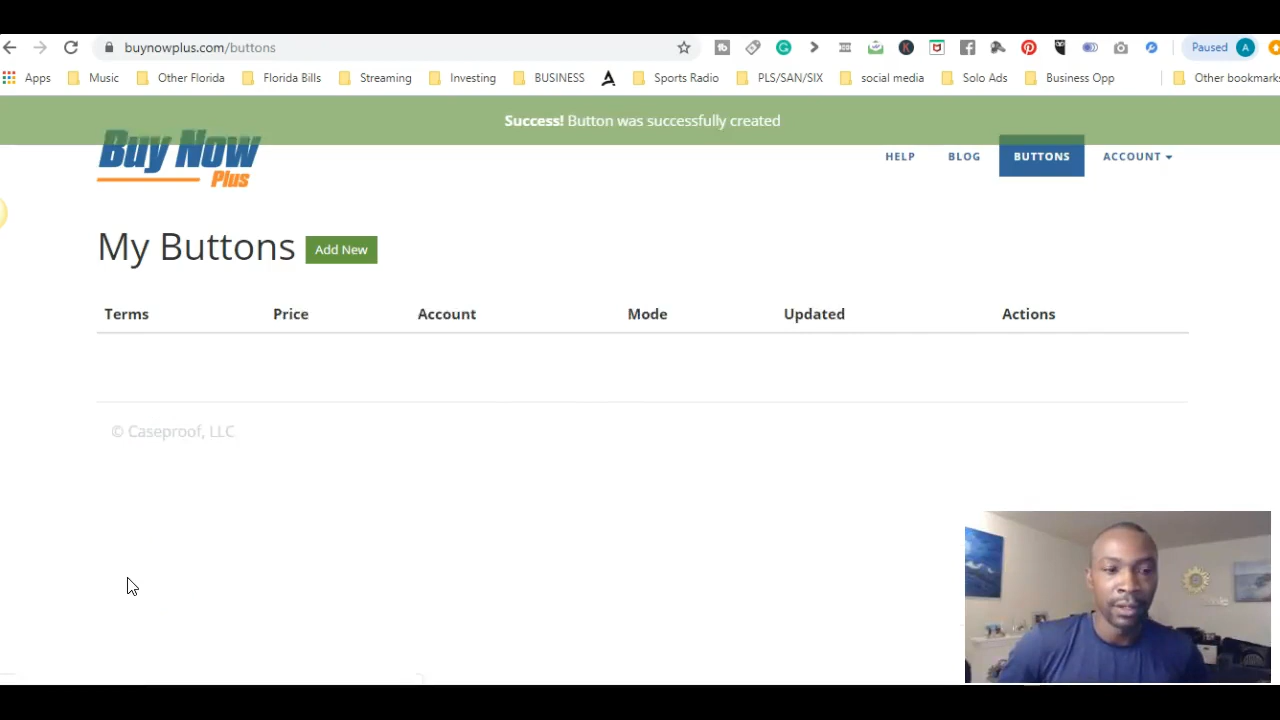 buynowplus.com/buttons
Paused A
Apps Music Other Florida Florida Bills Streaming Investing BUSINESS Sports Radio PLS/SAN/SIX social media Solo Ads Business Opp Other bookmarks
Success! Button was successfully created
Buy Now
Plus
HELP BLOG BUTTONS ACCOUNT
My Buttons Add New
Terms Price Account Mode Updated Actions
© Caseproof, LLC